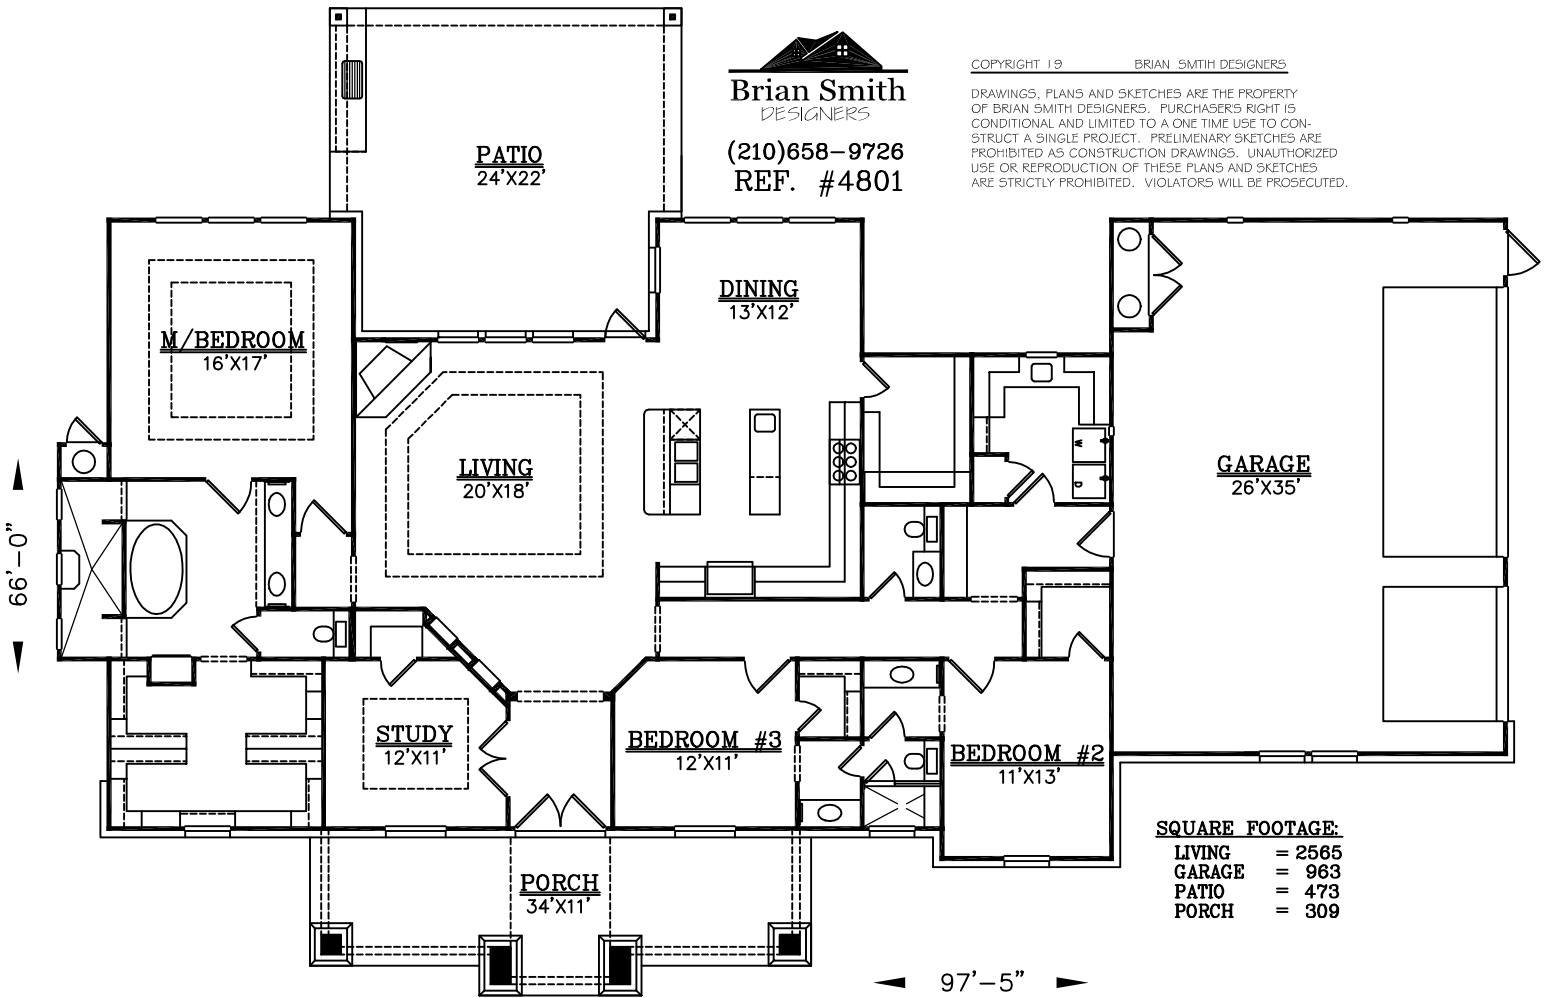 Brian Smith
DESIGNERS
(210)658-9726
REF. #4801
COPYRIGHT 19 BRIAN SMTIH DESIGNERS
DRAWINGS, PLANS AND SKETCHES ARE THE PROPERTY
OF BRIAN SMITH DESIGNERS. PURCHASER'S RIGHT IS
CONDITIONAL AND LIMITED TO A ONE TIME USE TO CON-
STRUCT A SINGLE PROJECT. PRELIMENARY SKETCHES ARE
PROHIBITED AS CONSTRUCTION DRAWINGS. UNAUTHORIZED
USE OR REPRODUCTION OF THESE PLANS AND SKETCHES
ARE STRICTLY PROHIBITED. VIOLATORS WILL BE PROSECUTED.
PATIO
24'X22'
DINING
13'X12'
M/BEDROOM
16'X17'
LIVING
20'X18'
W
D
GARAGE
26'X35'
66'-0"
STUDY
12'X11'
BEDROOM #3
12'X11'
BEDROOM #2
11'X13'
PORCH
34'X11'
SQUARE FOOTAGE:
LIVING = 2565
GARAGE = 963
PATIO = 473
PORCH = 309
97'-5"